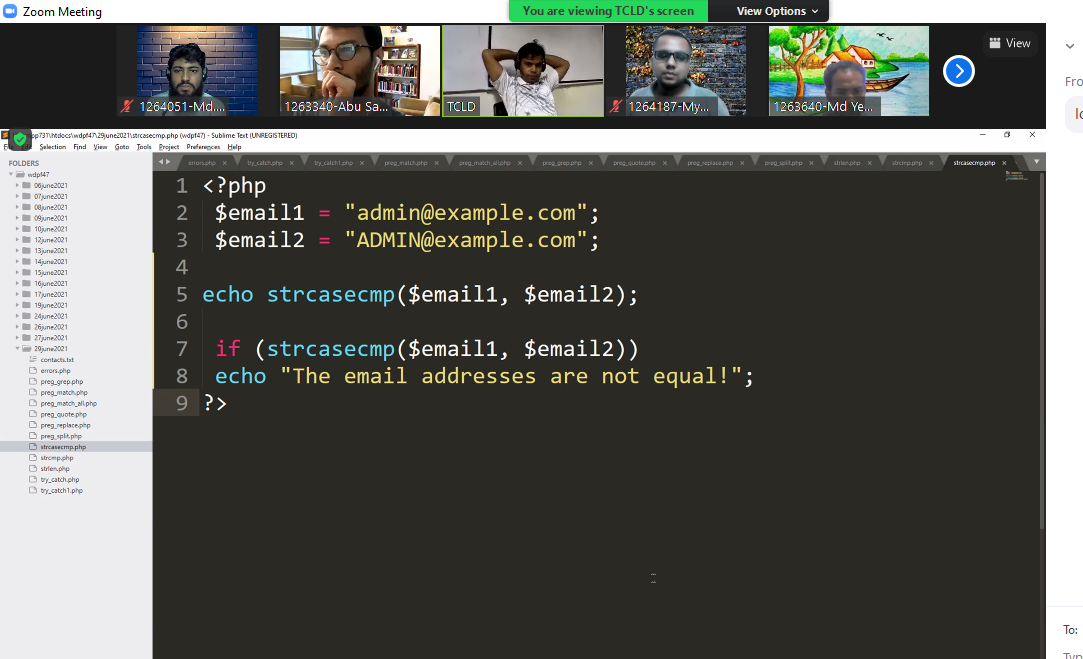 Zoom Meeting
You are viewing TCLD's screen
View Options
View
1264051-Md....
1263340-Abu Sa...
TCLD
1264187-My...
1263640-Md Ye...
Fro
pp731\htdocs\wdpf47\29june2021\strcasecmp.php (wdpf47) - Sublime Text (UNREGISTERED)
Selection Find View Goto Tools Project Preferences Help
FOLDERS
wdpf47
06june2021
07june2021
08june2021
09june2021
10june2021
12june2021
13june2021
14june2021
15june2021
16june2021
17june2021
19june2021
24june2021
26june2021
27june2021
29june2021
contacts.txt
errors.php
preg_grep.php
preg_match.php
preg_match_all.php
preg_quote.php
preg_replace.php
preg_split.php
strcasecmp.php
strcmp.php
strlen.php
try_catch.php
try_catch1.php
errors.php try_catch.php try_catch1.php preg_match.php preg_match_all.php preg_grep.php preg_quote.php preg_replace.php preg_split.php strlen.php strcmp.php strcasecmp.php
1 <?php
2 $email1 = "admin@example.com";
3 $email2 = "ADMIN@example.com";
4
5 echo strcasecmp($email1, $email2);
6
7 if (strcasecmp($email1, $email2))
8 echo "The email addresses are not equal!";
9 ?>
To: